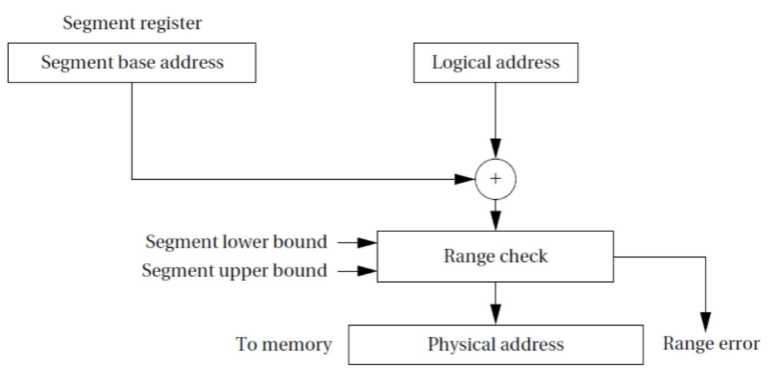 Segment register
Segment base address
Logical address
+
Segment lower bound
Segment upper bound
Range check
To memory
Physical address
Range error